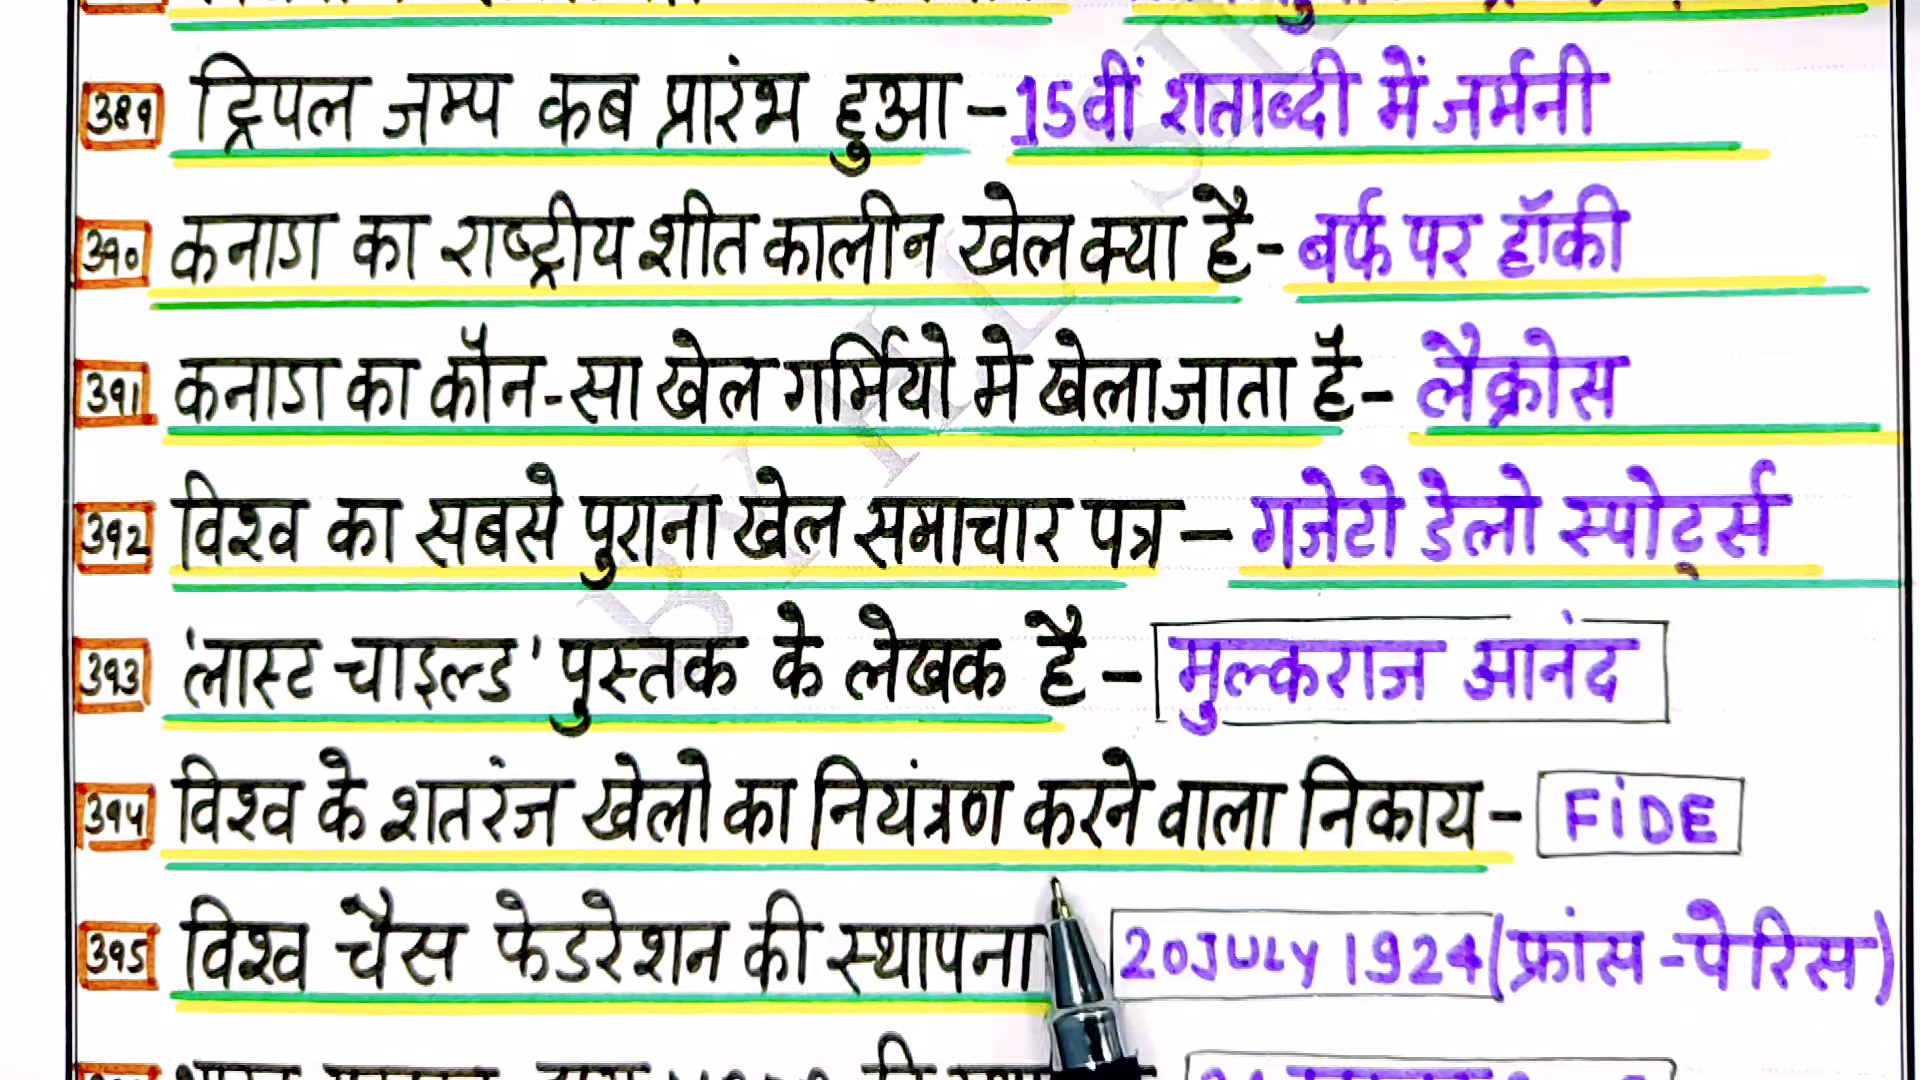 389 ट्रिपल जम्प कब प्रारंभ हुआ - 15वीं शताब्दी में जर्मनी
390 कनाडा का राष्ट्रीय शीत कालीन खेल क्या है - बर्फ पर हॉकी
391 कनाडा का कौन-सा खेल गर्मियो मे खेला जाता है - लैक्रोस
392 विश्व का सबसे पुराना खेल समाचार पत्र - गजेटो डेलो स्पोर्ट्स
393 'लास्ट चाइल्ड' पुस्तक के लेखक है - मुल्कराज आनंद
394 विश्व के शतरंज खेलो का नियंत्रण करने वाला निकाय - FiDE
395 विश्व चैस फेडरेशन की स्थापना 20 JULY 1924 (फ्रांस - पेरिस)